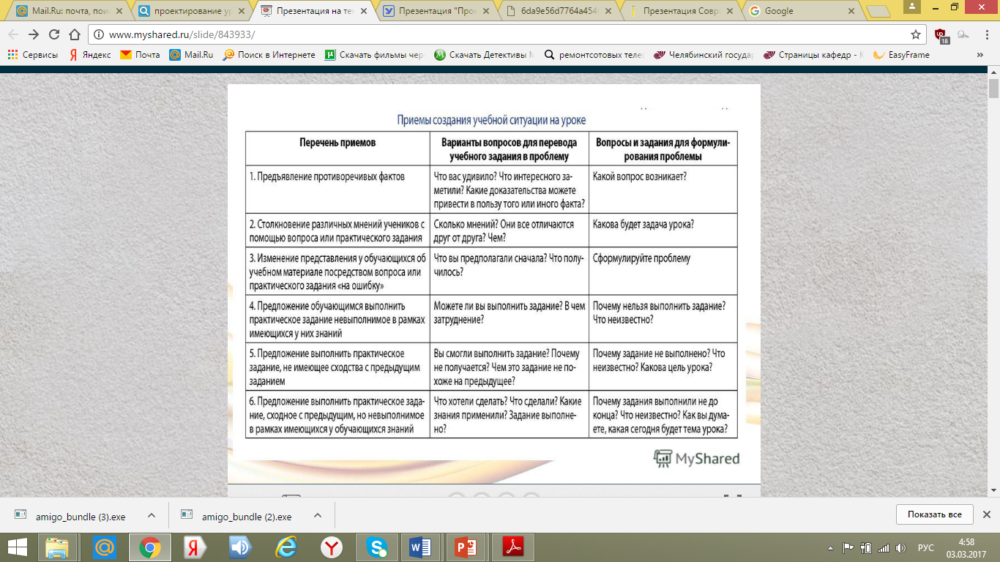 Mail.Ru: почта, пои
проектирование ур
Презентация на те
Презентация "Прое
6da9e56d7764a454
Презентация Совр
Google
www.myshared.ru/slide/843933/
18
Сервисы
Яндекс
Почта
Mail.Ru
Поиск в Интернете
Скачать фильмы чер
Скачать Детективы М
ремонтсотовых теле
Челябинский государ
Страницы кафедр - К
EasyFrame
»
Приемы создания учебной ситуации на уроке
Перечень приемов
Варианты вопросов для перевода
учебного задания в проблему
Вопросы и задания для формули-
рования проблемы
1. Предъявление противоречивых фактов
Что вас удивило? Что интересного за-
метили? Какие доказательства можете
привести в пользу того или иного факта?
Какой вопрос возникает?
2. Столкновение различных мнений учеников с
помощью вопроса или практического задания
Сколько мнений? Они все отличаются
друг от друга? Чем?
Какова будет задача урока?
3. Изменение представления у обучающихся об
учебном материале посредством вопроса или
практического задания «на ошибку»
Что вы предполагали сначала? Что полу-
чилось?
Сформулируйте проблему
4. Предложение обучающимся выполнить
практическое задание невыполнимое в рамках
имеющихся у них знаний
Можете ли вы выполнить задание? В чем
затруднение?
Почему нельзя выполнить задание?
Что неизвестно?
5. Предложение выполнить практическое
задание, не имеющее сходства с предыдущим
заданием
Вы смогли выполнить задание? Почему
не получается? Чем это задание не по-
хоже на предыдущее?
Почему задание не выполнено? Что
неизвестно? Какова цель урока?
6. Предложение выполнить практическое зада-
ние, сходное с предыдущим, но невыполнимое
в рамках имеющихся у обучающихся знаний
Что хотели сделать? Что сделали? Какие
знания применили? Задание выполне-
но?
Почему задания выполнили не до
конца? Что неизвестно? Как вы дума-
ете, какая сегодня будет тема урока?
MyShared
amigo_bundle (3).exe
amigo_bundle (2).exe
Показать все
РУС
4:58
03.03.2017